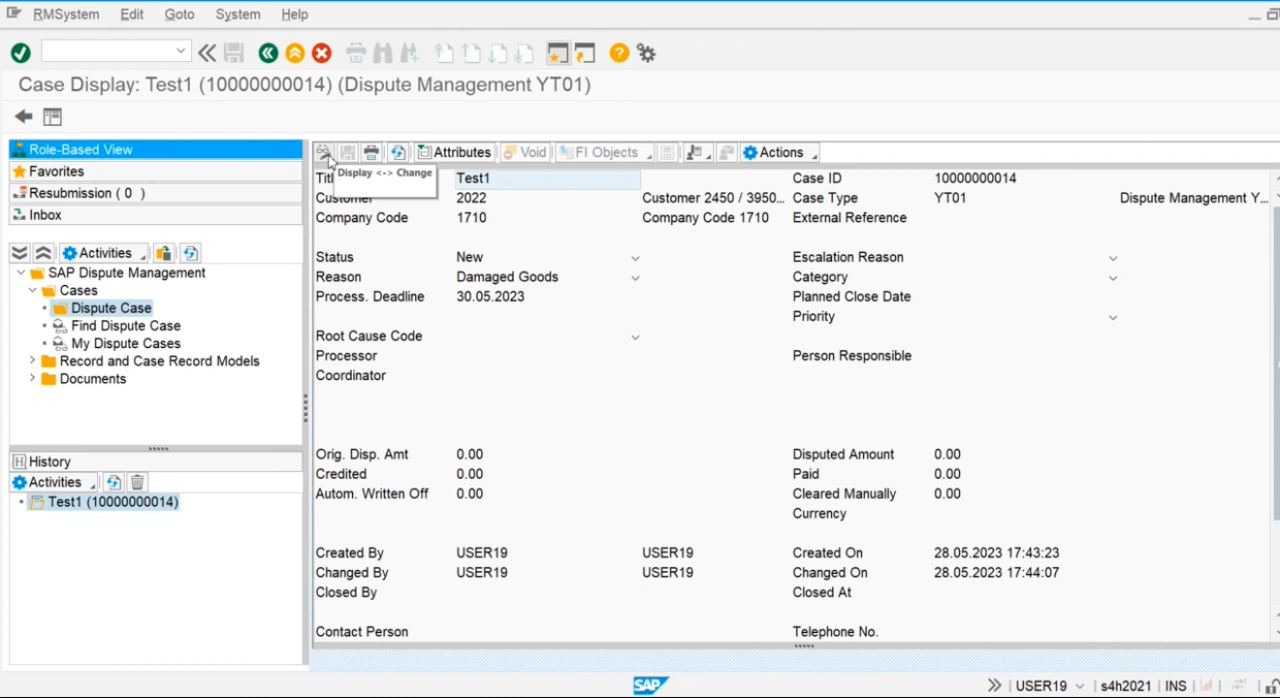 RMSystem Edit Goto System Help
Case Display: Test1 (10000000014) (Dispute Management YT01)
Role-Based View
Favorites
Resubmission ( 0 )
Inbox
Activities
SAP Dispute Management
Cases
Dispute Case
Find Dispute Case
My Dispute Cases
Record and Case Record Models
Documents
History
Activities
Test1 (10000000014)
Attributes Void FI Objects Actions
Display <-> Change
Test1 Case ID 10000000014
Customer 2022 Customer 2450 / 3950... Case Type YT01 Dispute Management Y...
Company Code 1710 Company Code 1710 External Reference
Status New Escalation Reason
Reason Damaged Goods Category
Process. Deadline 30.05.2023 Planned Close Date
Priority
Root Cause Code
Processor Person Responsible
Coordinator
Orig. Disp. Amt 0.00 Disputed Amount 0.00
Credited 0.00 Paid 0.00
Autom. Written Off 0.00 Cleared Manually 0.00
Currency
Created By USER19 USER19 Created On 28.05.2023 17:43:23
Changed By USER19 USER19 Changed On 28.05.2023 17:44:07
Closed By Closed At
Contact Person Telephone No.
SAP USER19 s4h2021 INS